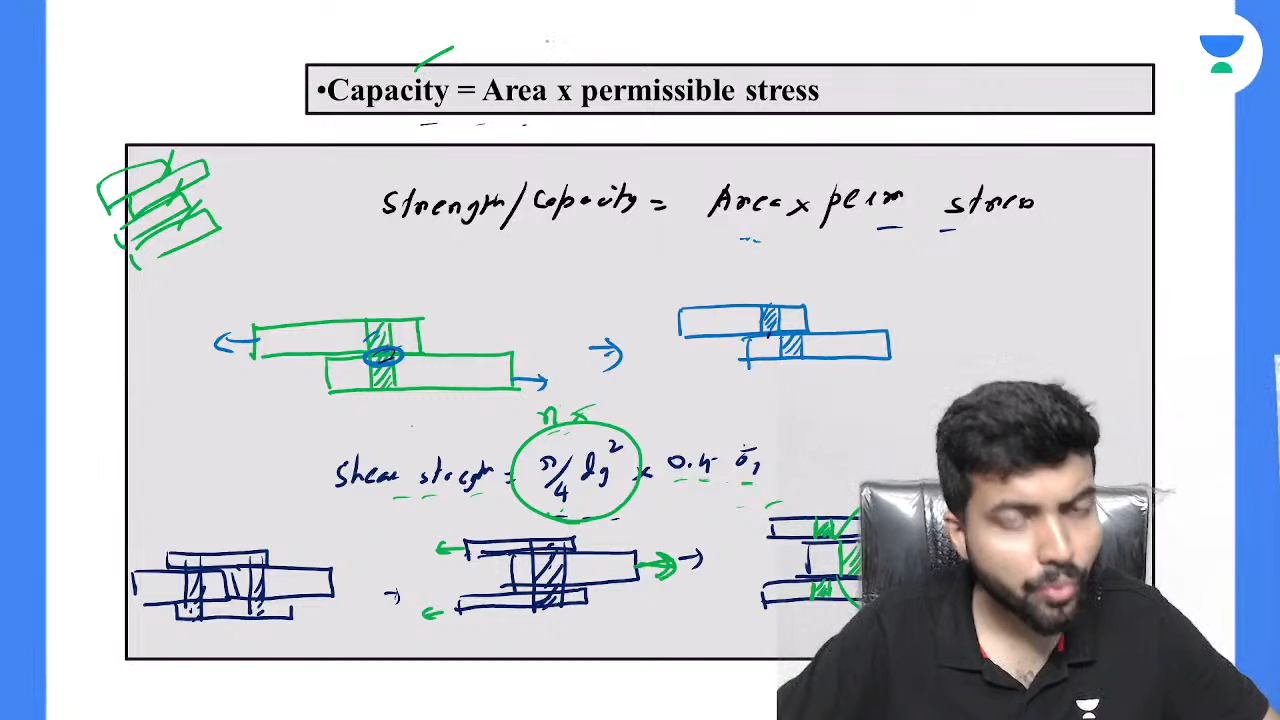 •Capacity = Area x permissible stress
Strength/Capacity = Area x perm stress
n x
Shear strength = π/4 dg² x 0.4